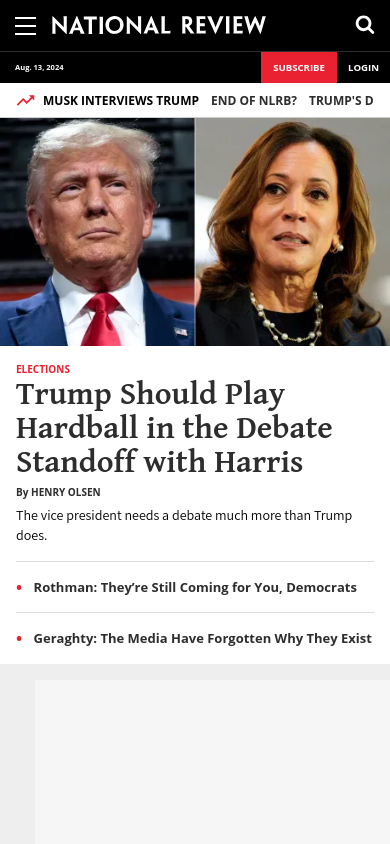 NATIONAL REVIEW
Aug. 13, 2024
SUBSCRIBE
LOGIN
MUSK INTERVIEWS TRUMP END OF NLRB? TRUMP'S D
ELECTIONS
Trump Should Play
Hardball in the Debate
Standoff with Harris
By HENRY OLSEN
The vice president needs a debate much more than Trump
does.
• Rothman: They’re Still Coming for You, Democrats
• Geraghty: The Media Have Forgotten Why They Exist